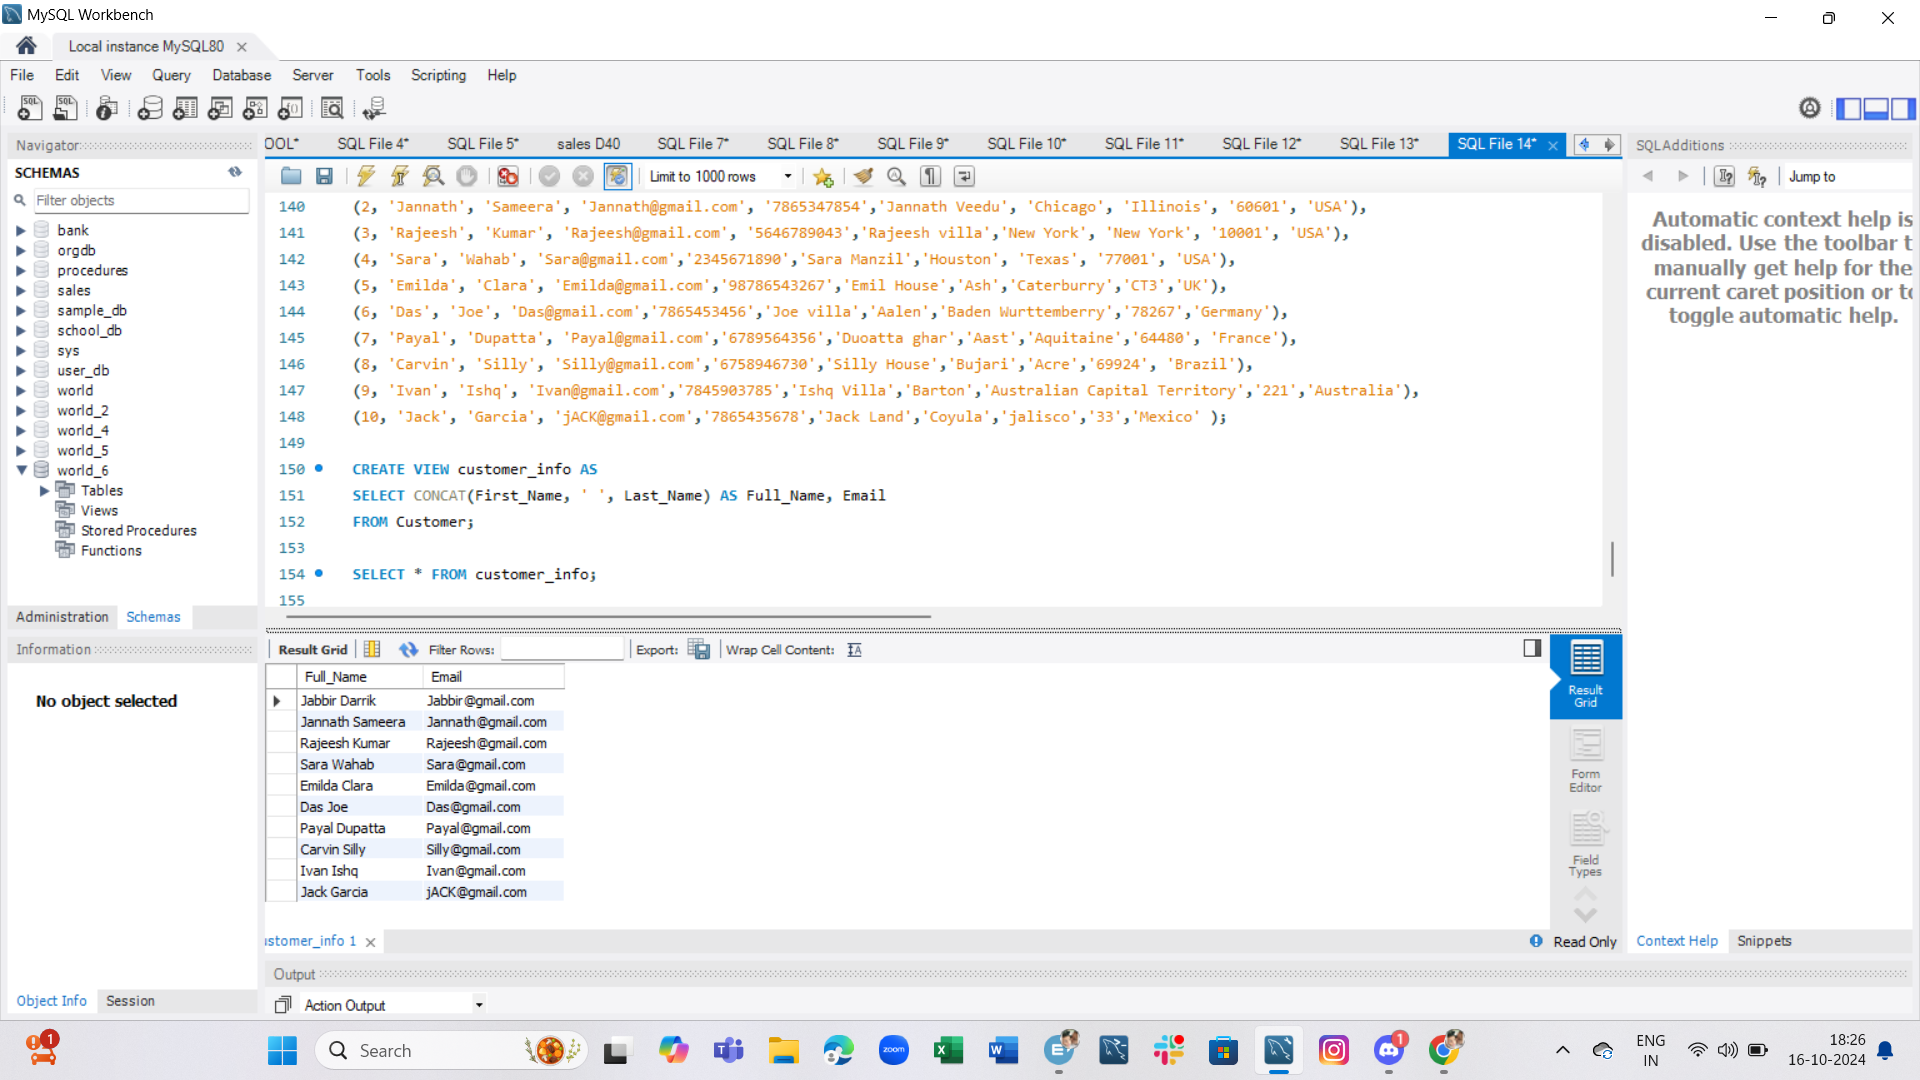 MySQL Workbench
Local instance MySQL80
File Edit View Query Database Server Tools Scripting Help
Navigator
SCHEMAS
Filter objects
bank
orgdb
procedures
sales
sample_db
school_db
sys
user_db
world
world_2
world_4
world_5
world_6
Tables
Views
Stored Procedures
Functions
Administration Schemas
Information
No object selected
Object Info Session
OOL* SQL File 4* SQL File 5* sales D40 SQL File 7* SQL File 8* SQL File 9* SQL File 10* SQL File 11* SQL File 12* SQL File 13* SQL File 14*
Limit to 1000 rows
140 (2, 'Jannath', 'Sameera', 'Jannath@gmail.com', '7865347854','Jannath Veedu', 'Chicago', 'Illinois', '60601', 'USA'),
141 (3, 'Rajeesh', 'Kumar', 'Rajeesh@gmail.com', '5646789043','Rajeesh villa','New York', 'New York', '10001', 'USA'),
142 (4, 'Sara', 'Wahab', 'Sara@gmail.com','2345671890','Sara Manzil','Houston', 'Texas', '77001', 'USA'),
143 (5, 'Emilda', 'Clara', 'Emilda@gmail.com','98786543267','Emil House','Ash','Caterburry','CT3','UK'),
144 (6, 'Das', 'Joe', 'Das@gmail.com','7865453456','Joe villa','Aalen','Baden Wurttemberry','78267','Germany'),
145 (7, 'Payal', 'Dupatta', 'Payal@gmail.com','6789564356','Duoatta ghar','Aast','Aquitaine','64480', 'France'),
146 (8, 'Carvin', 'Silly', 'Silly@gmail.com','6758946730','Silly House','Bujari','Acre','69924', 'Brazil'),
147 (9, 'Ivan', 'Ishq', 'Ivan@gmail.com','7845903785','Ishq Villa','Barton','Australian Capital Territory','221','Australia'),
148 (10, 'Jack', 'Garcia', 'jACK@gmail.com','7865435678','Jack Land','Coyula','jalisco','33','Mexico' );
149
150 CREATE VIEW customer_info AS
151 SELECT CONCAT(First_Name, ' ', Last_Name) AS Full_Name, Email
152 FROM Customer;
153
154 SELECT * FROM customer_info;
155
Result Grid Filter Rows: Export: Wrap Cell Content:
Full_Name Email
Jabbir Darrik Jabbir@gmail.com
Jannath Sameera Jannath@gmail.com
Rajeesh Kumar Rajeesh@gmail.com
Sara Wahab Sara@gmail.com
Emilda Clara Emilda@gmail.com
Das Joe Das@gmail.com
Payal Dupatta Payal@gmail.com
Carvin Silly Silly@gmail.com
Ivan Ishq Ivan@gmail.com
Jack Garcia jACK@gmail.com
Result
Grid
Form
Editor
Field
Types
ustomer_info 1
Read Only
Output
Action Output
SQLAdditions
Jump to
Automatic context help is
disabled. Use the toolbar t
manually get help for the
current caret position or to
toggle automatic help.
Context Help Snippets
1
Search
zoom
1
ENG
IN
18:26
16-10-2024